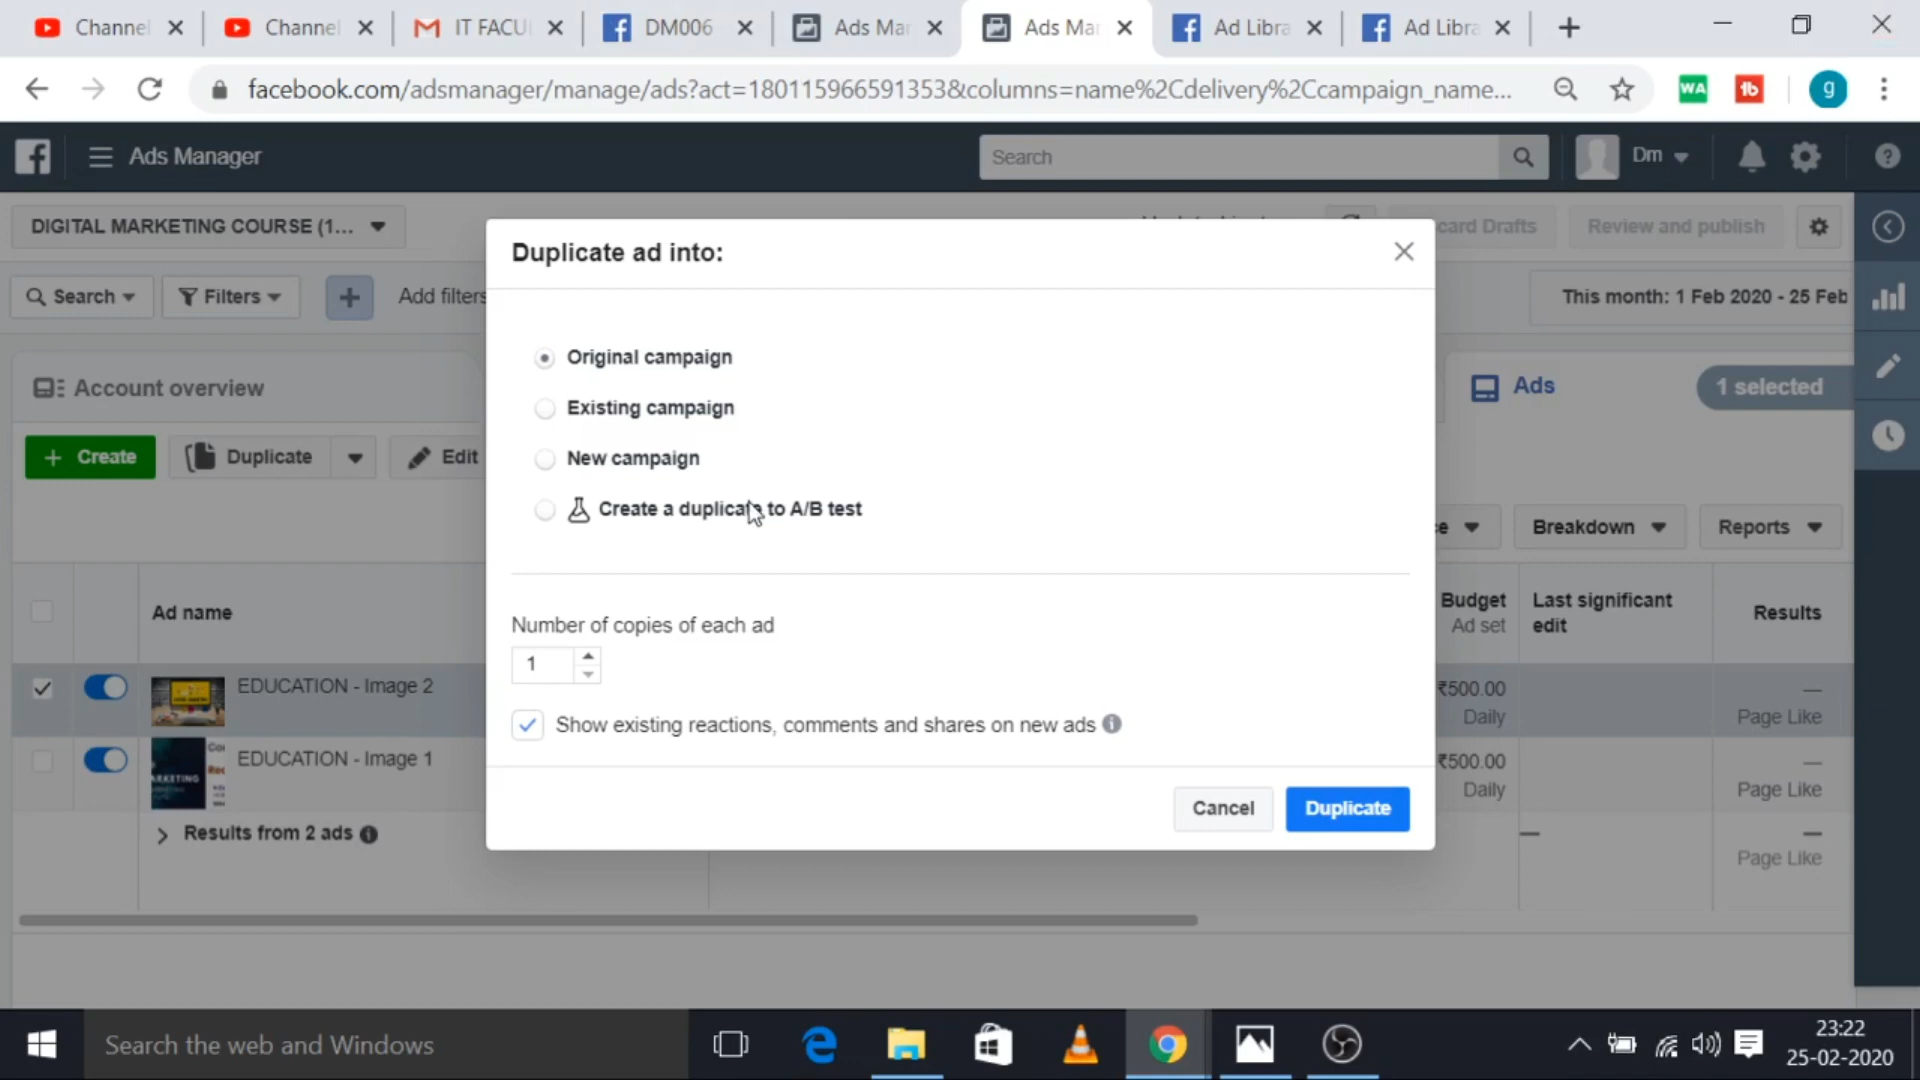 Channel
Channel
IT FACU
DM006
Ads Mar
Ads Mar
Ad Libra
Ad Libra
facebook.com/adsmanager/manage/ads?act=180115966591353&columns=name%2Cdelivery%2Ccampaign_name...
WA
g
Ads Manager
Search
Dm
DIGITAL MARKETING COURSE (1...
Duplicate ad into:
card Drafts
Review and publish
Search
Filters
Add filters
This month: 1 Feb 2020 - 25 Feb
Original campaign
Account overview
Existing campaign
Ads
1 selected
Create
Duplicate
Edit
New campaign
Create a duplicate to A/B test
e
Breakdown
Reports
Ad name
Number of copies of each ad
Budget
Ad set
Last significant
edit
Results
1
EDUCATION - Image 2
₹500.00
Daily
—
Page Like
Show existing reactions, comments and shares on new ads
EDUCATION - Image 1
₹500.00
Daily
—
Page Like
Results from 2 ads
Cancel
Duplicate
—
—
Page Like
Search the web and Windows
23:22
25-02-2020